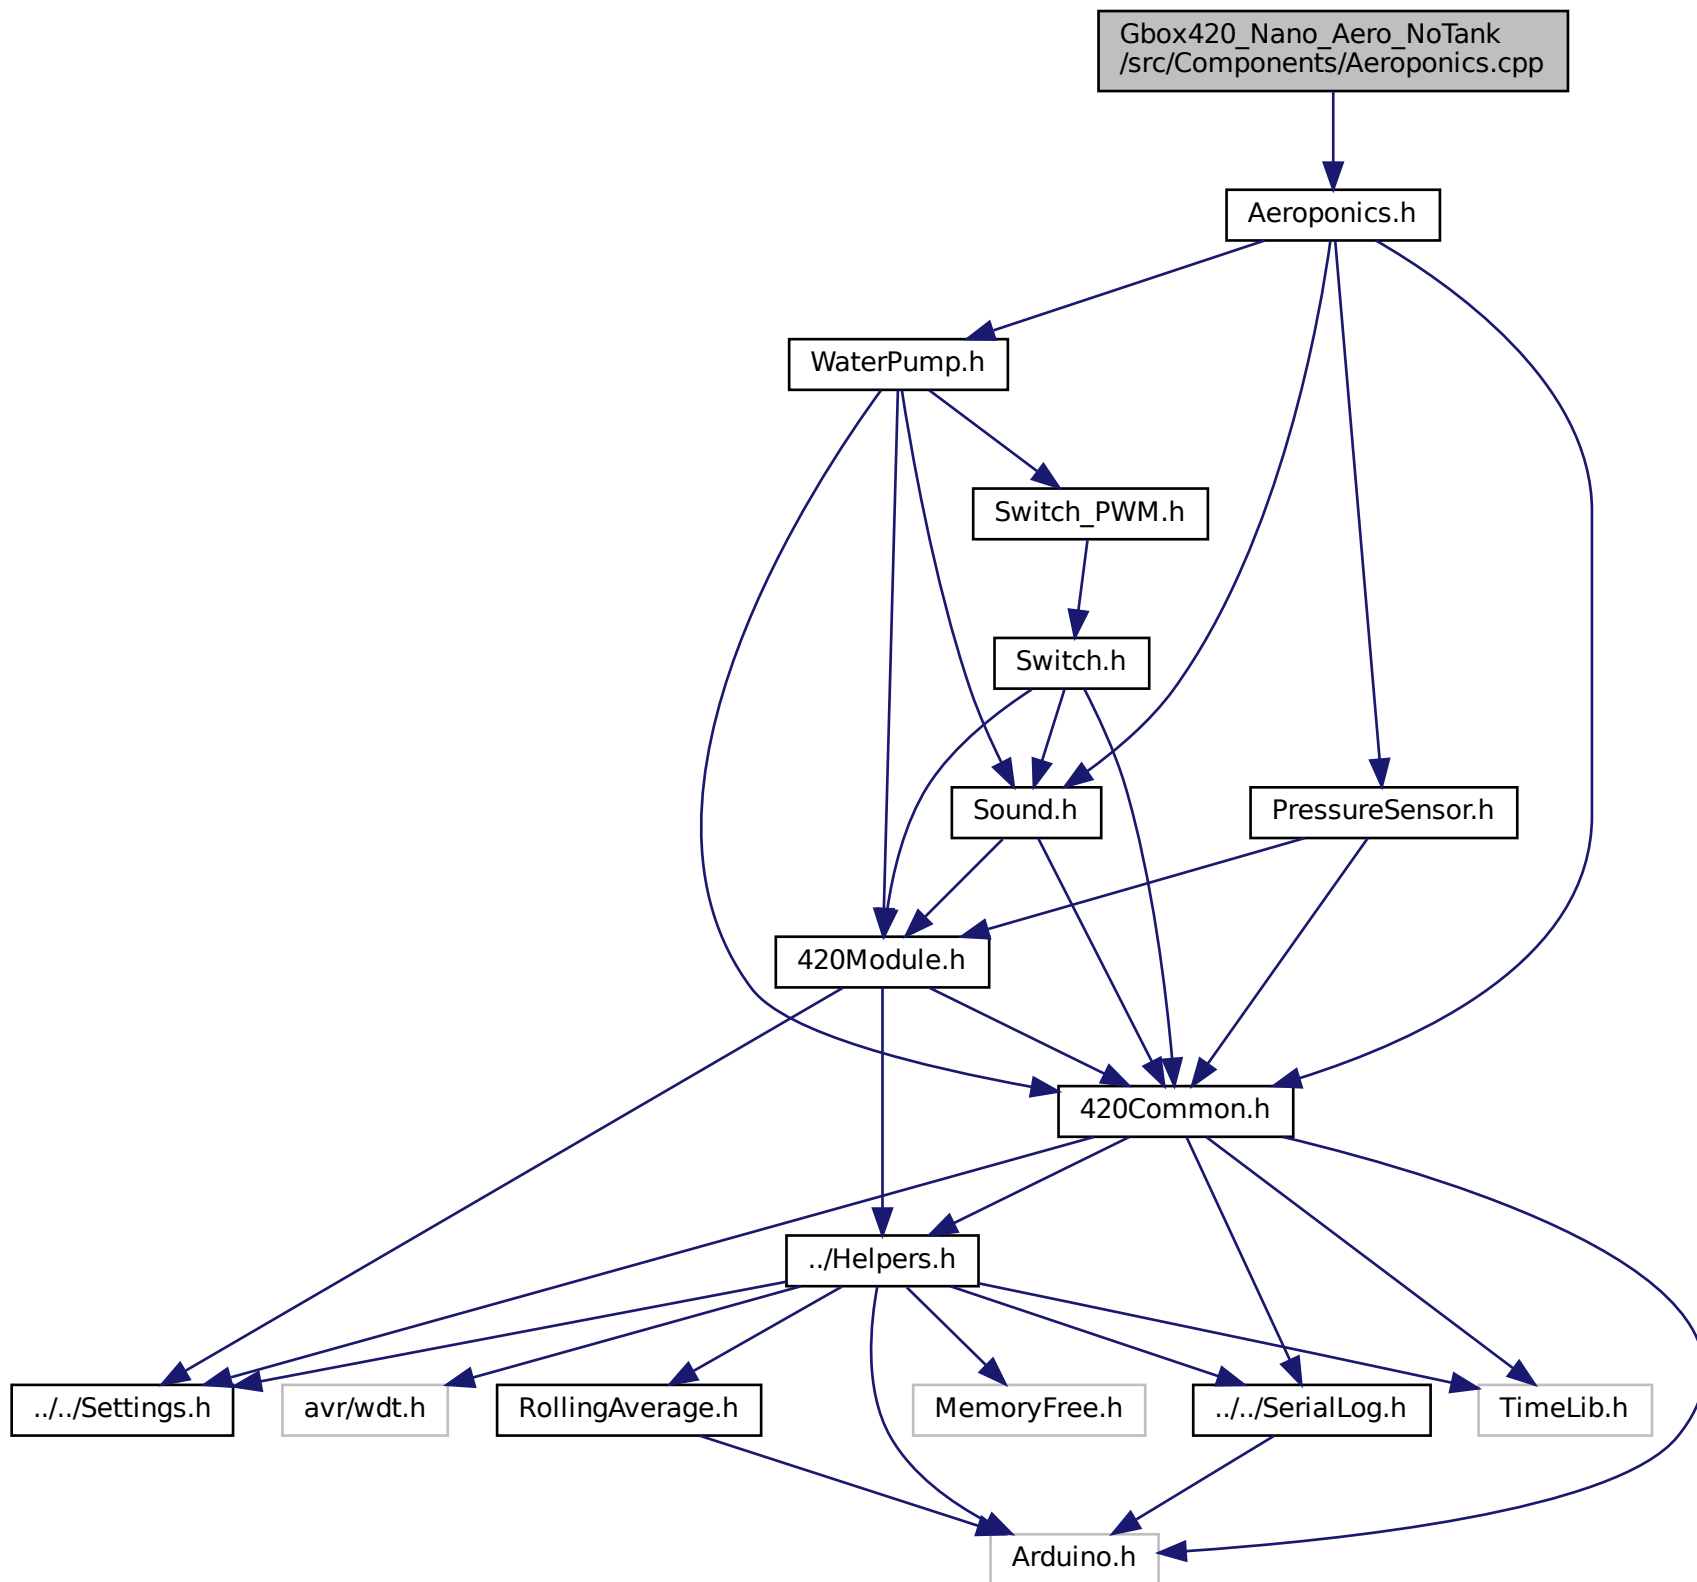 Gbox420_Nano_Aero_NoTank
/src/Components/Aeroponics.cpp
Aeroponics.h
WaterPump.h
Switch_PWM.h
Switch.h
Sound.h
PressureSensor.h
420Module.h
420Common.h
../Helpers.h
../../Settings.h
avr/wdt.h
RollingAverage.h
MemoryFree.h
../../SerialLog.h
TimeLib.h
Arduino.h